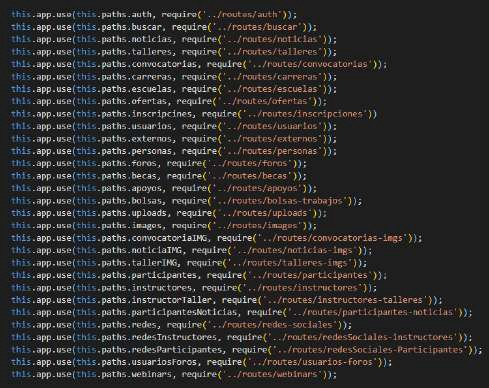 this.app.use(this.paths.auth, require('../routes/auth'));
this.app.use(this.paths.buscar, require('../routes/buscar'));
this.app.use(this.paths.noticias, require('../routes/noticias'));
this.app.use(this.paths.talleres, require('../routes/talleres'));
this.app.use(this.paths.convocatorias, require('../routes/convocatorias'));
this.app.use(this.paths.carreras, require('../routes/carreras'));
this.app.use(this.paths.escuelas, require('../routes/escuelas'));
this.app.use(this.paths.ofertas, require('../routes/ofertas'));
this.app.use(this.paths.inscripcines, require('../routes/inscripciones'))
this.app.use(this.paths.usuarios, require('../routes/usuarios'));
this.app.use(this.paths.externos, require('../routes/externos'));
this.app.use(this.paths.personas, require('../routes/personas'));
this.app.use(this.paths.foros, require('../routes/foros'));
this.app.use(this.paths.becas, require('../routes/becas'));
this.app.use(this.paths.apoyos, require('../routes/apoyos'));
this.app.use(this.paths.bolsas, require('../routes/bolsas-trabajos'));
this.app.use(this.paths.uploads, require('../routes/uploads'));
this.app.use(this.paths.images, require('../routes/images'));
this.app.use(this.paths.convocatoriaIMG, require('../routes/convocatorias-imgs'));
this.app.use(this.paths.noticiaIMG, require('../routes/noticias-imgs'));
this.app.use(this.paths.tallerIMG, require('../routes/talleres-imgs'));
this.app.use(this.paths.participantes, require('../routes/participantes'));
this.app.use(this.paths.instructores, require('../routes/instructores'));
this.app.use(this.paths.instructorTaller, require('../routes/instructores-talleres'));
this.app.use(this.paths.participantesNoticias, require('../routes/participantes-noticias'));
this.app.use(this.paths.redes, require('../routes/redes-sociales'));
this.app.use(this.paths.redesInstructores, require('../routes/redesSociales-instructores'));
this.app.use(this.paths.redesParticipantes, require('../routes/redesSociales-Participantes'));
this.app.use(this.paths.usuariosForos, require('../routes/usuarios-foros'));
this.app.use(this.paths.webinars, require('../routes/webinars'));